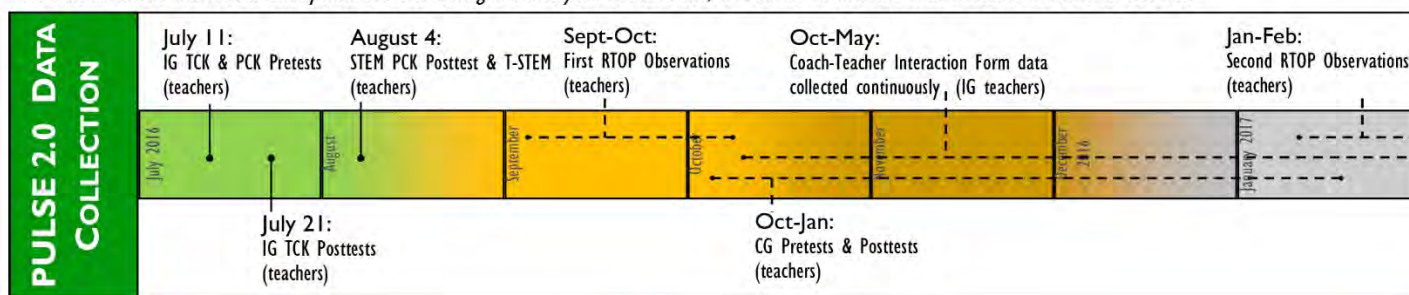 PULSE 2.0 DATA
COLLECTION
July 11:
IG TCK & PCK Pretests
(teachers)
August 4:
STEM PCK Posttest & T-STEM
(teachers)
Sept-Oct:
First RTOP Observations
(teachers)
Oct-May:
Coach-Teacher Interaction Form data
collected continuously (IG teachers)
Jan-Feb:
Second RTOP Observations
(teachers)
July 2016
August
September
October
November
December
2016
January 2017
July 21:
IG TCK Posttests
(teachers)
Oct-Jan:
CG Pretests & Posttests
(teachers)